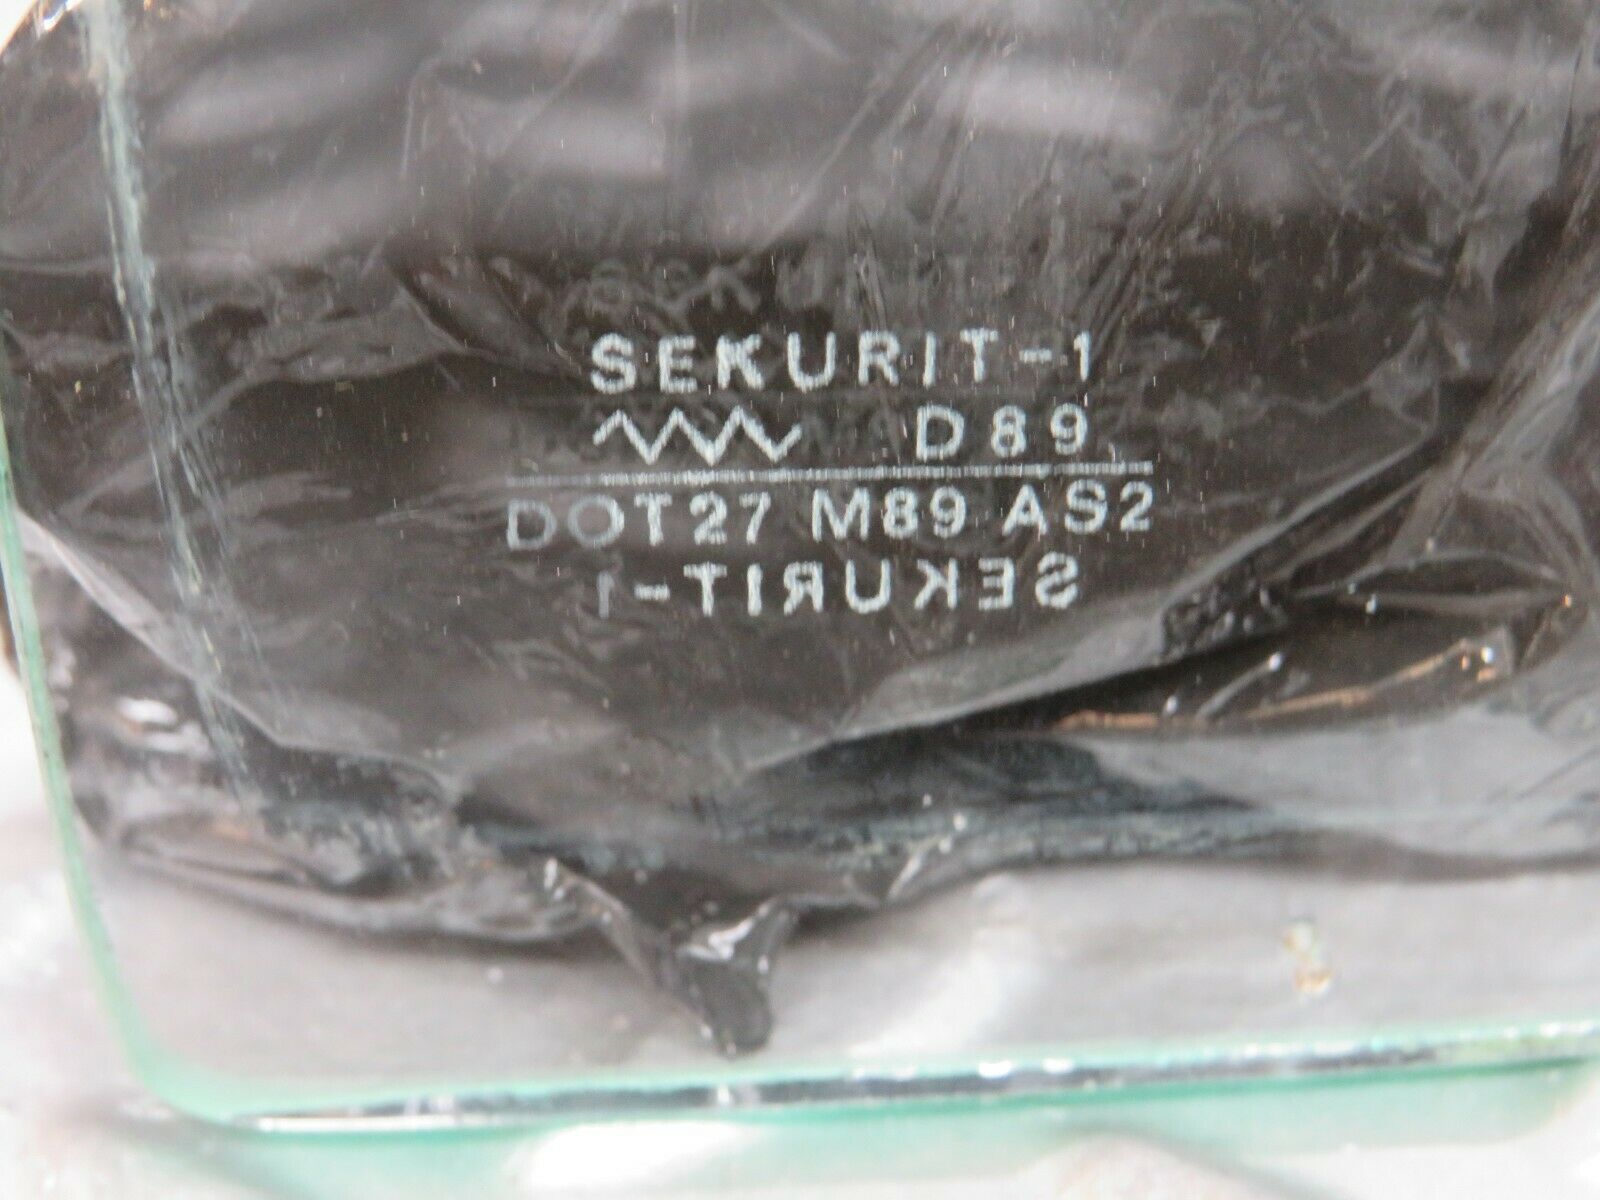 SEKURIT-1
D89
DOT27 M89 AS2
SEKURIT-1